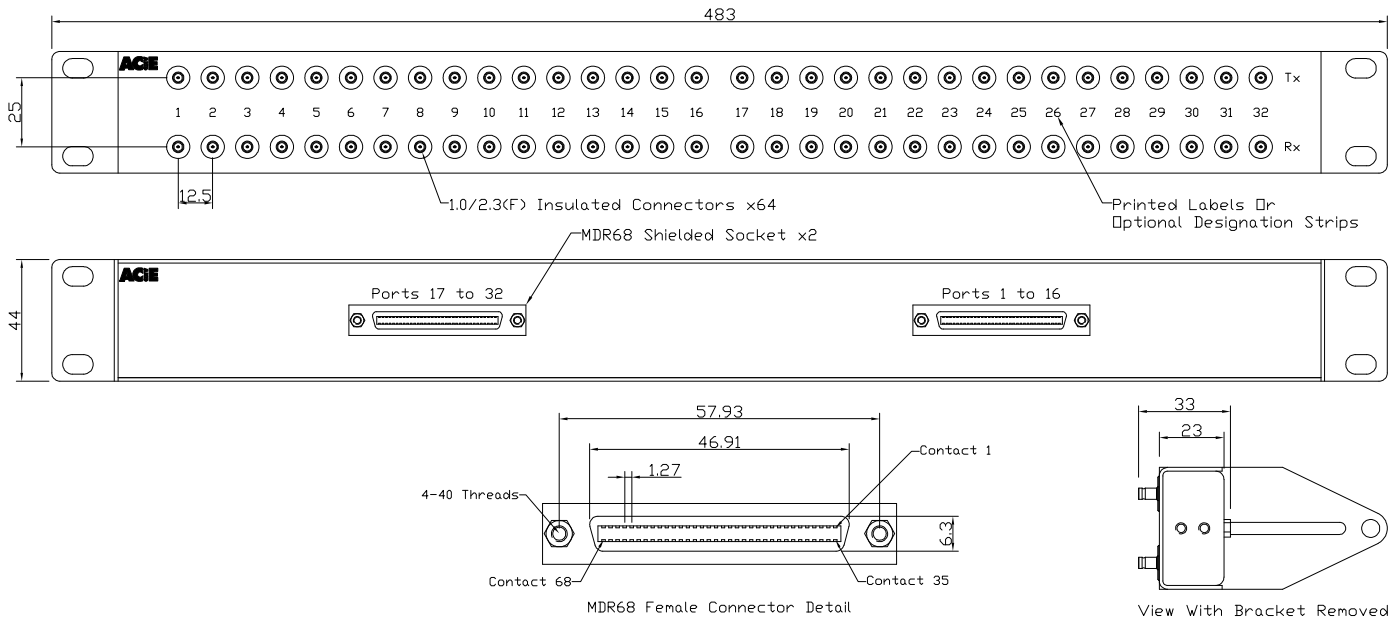 483
ACiE
Tx
25
1 2 3 4 5 6 7 8 9 10 11 12 13 14 15 16 17 18 19 20 21 22 23 24 25 26 27 28 29 30 31 32
Rx
12.5
1.0/2.3(F) Insulated Connectors x64
Printed Labels Or
Optional Designation Strips
MDR68 Shielded Socket x2
ACiE
Ports 17 to 32
Ports 1 to 16
44
57.93
46.91
1.27
Contact 1
4-40 Threads
6.3
Contact 68
Contact 35
MDR68 Female Connector Detail
33
23
View With Bracket Removed